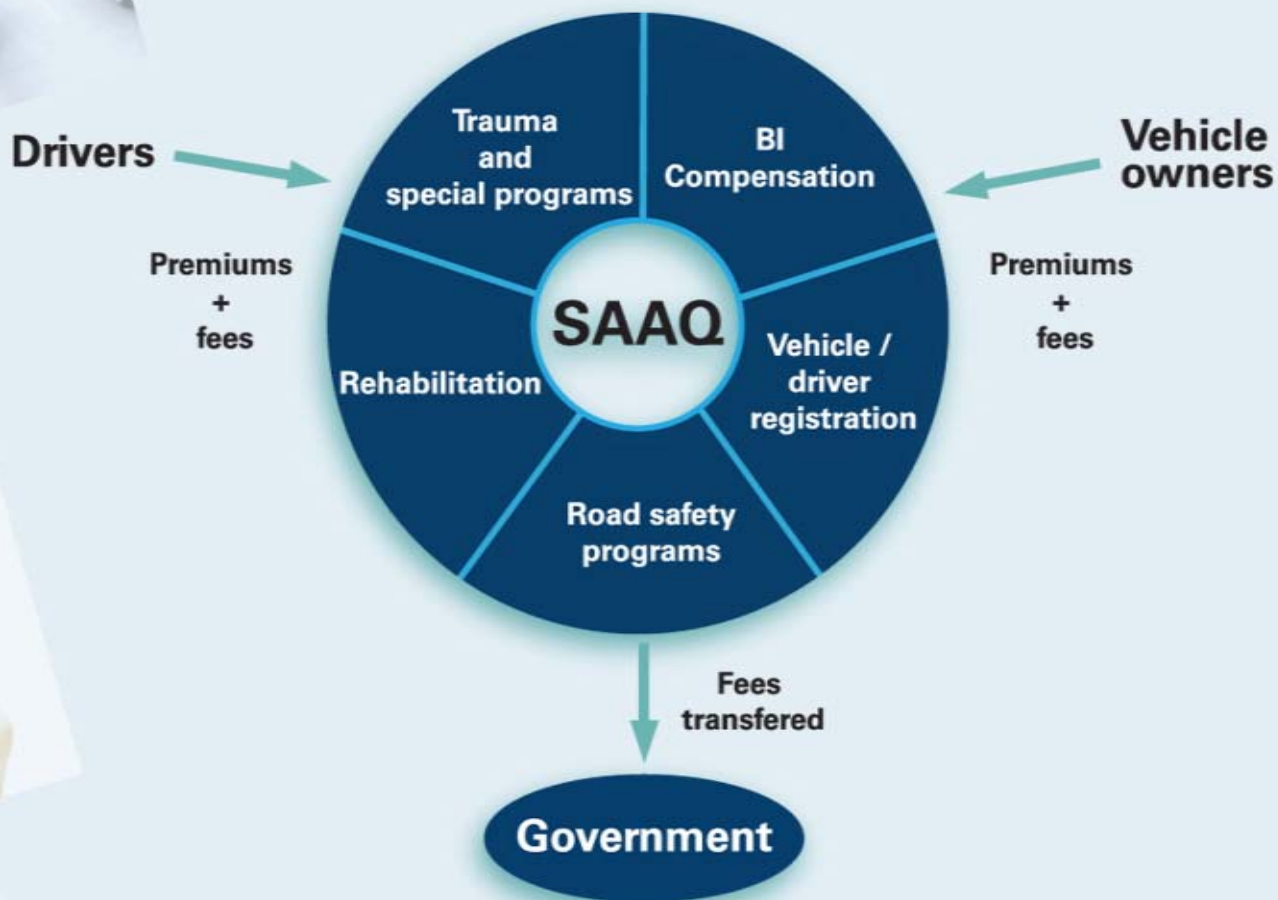 Drivers
Premiums
+
fees
Trauma
and
special programs
BI
Compensation
Vehicle
owners
Premiums
+
fees
SAAQ
Rehabilitation
Vehicle /
driver
registration
Road safety
programs
Fees
transfered
Government